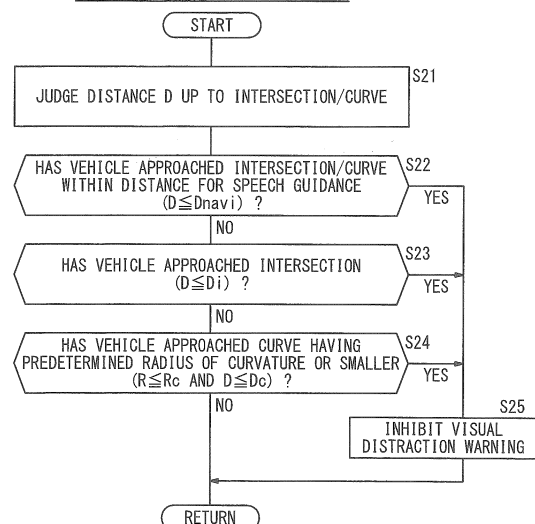 START
S21
JUDGE DISTANCE D UP TO INTERSECTION/CURVE
S22
HAS VEHICLE APPROACHED INTERSECTION/CURVE
WITHIN DISTANCE FOR SPEECH GUIDANCE
(D≦Dnavi) ?
YES
NO
S23
HAS VEHICLE APPROACHED INTERSECTION
(D≦Di) ?
YES
NO
S24
HAS VEHICLE APPROACHED CURVE HAVING
PREDETERMINED RADIUS OF CURVATURE OR SMALLER
(R≦Rc AND D≦Dc) ?
YES
NO
S25
INHIBIT VISUAL
DISTRACTION WARNING
RETURN